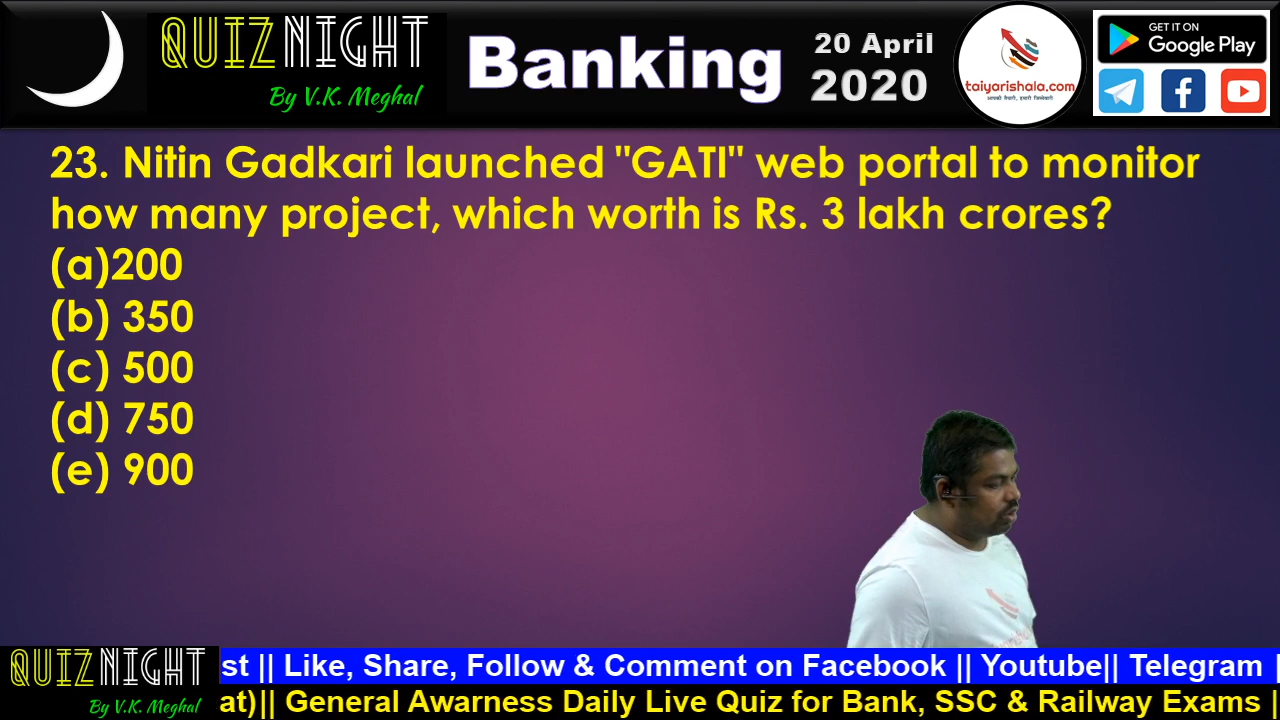 QUIZ NIGHT
By V.K. Meghal
Banking
20 April
2020
taiyarishala.com
आपकी तैयारी, हमारी जिम्मेदारी
GET IT ON
Google Play
23. Nitin Gadkari launched "GATI" web portal to monitor
how many project, which worth is Rs. 3 lakh crores?
(a)200
(b) 350
(c) 500
(d) 750
(e) 900
QUIZ NIGHT
By V.K. Meghal
st || Like, Share, Follow & Comment on Facebook || Youtube|| Telegram |
at)|| General Awarness Daily Live Quiz for Bank, SSC & Railway Exams |